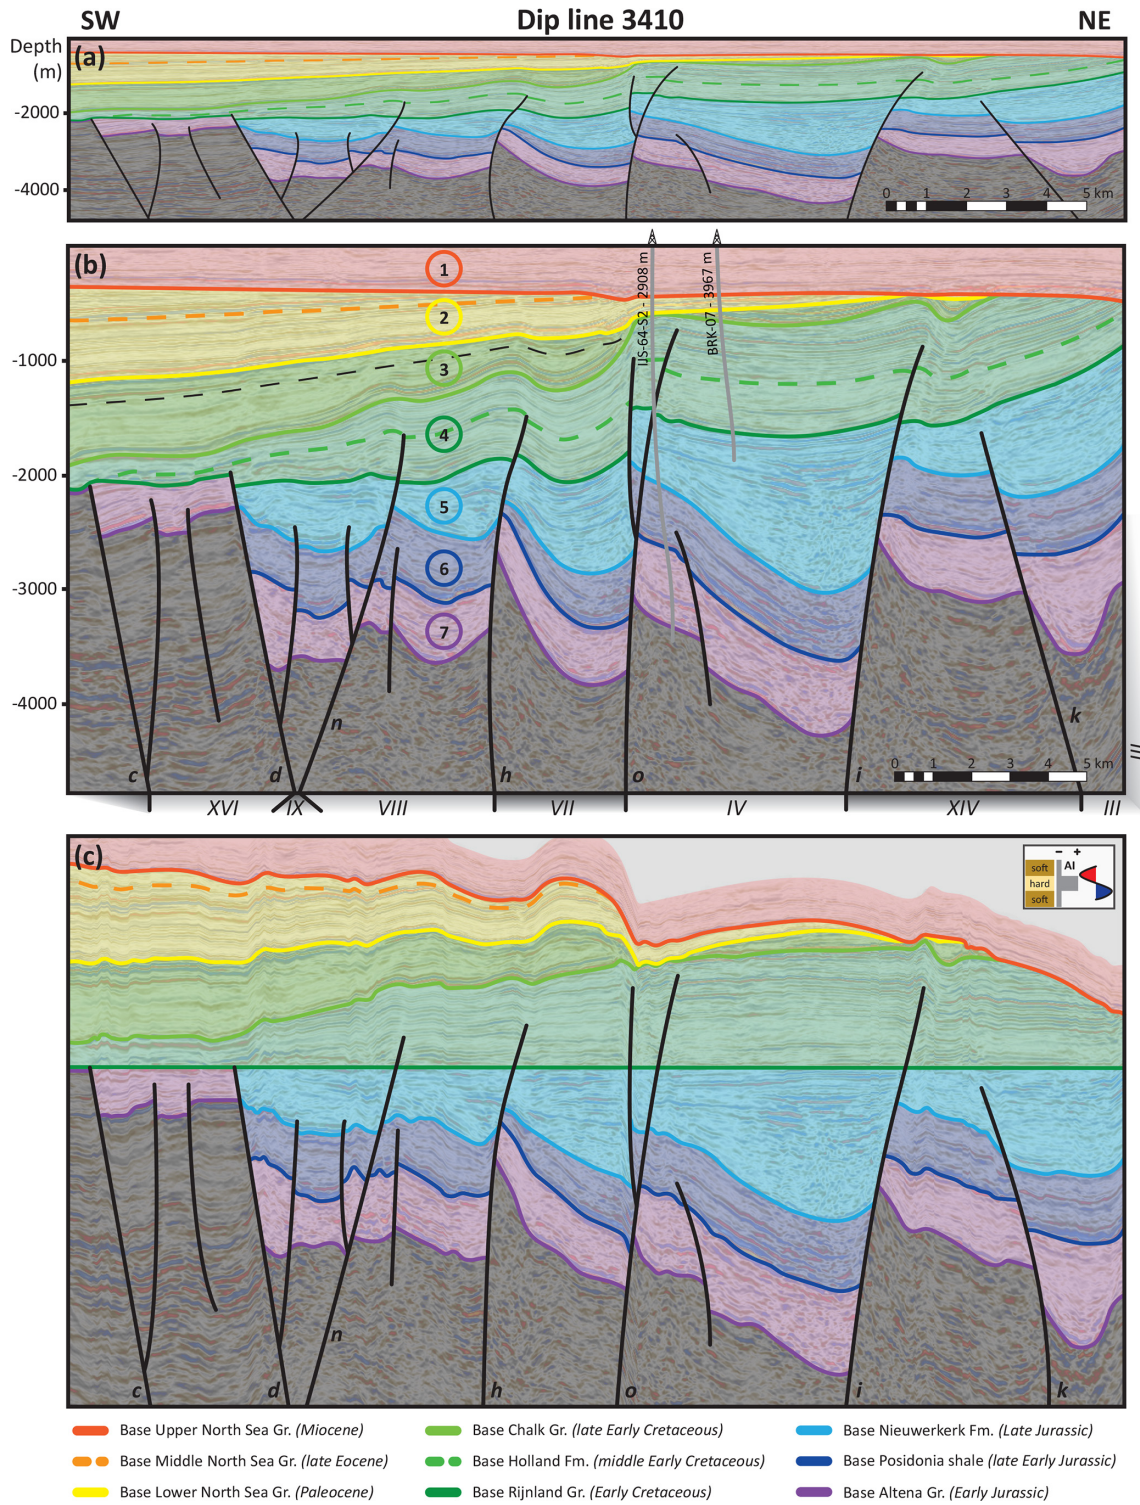 SW Dip line 3410 NE
Depth
(m)
(a)
-2000
-4000
0 1 2 3 4 5 km
(b)
1
2
3
4
5
6
7
IJS-64-S2 - 2908 m
BRK-07 - 3967 m
-1000
-2000
-3000
-4000
n
k
c d h o i
0 1 2 3 4 5 km
XVI IX VIII VII IV XIV III
(c)
- +
AI
soft
hard
soft
n
c d h o i k
Base Upper North Sea Gr. (Miocene)
Base Middle North Sea Gr. (late Eocene)
Base Lower North Sea Gr. (Paleocene)
Base Chalk Gr. (late Early Cretaceous)
Base Holland Fm. (middle Early Cretaceous)
Base Rijnland Gr. (Early Cretaceous)
Base Nieuwerkerk Fm. (Late Jurassic)
Base Posidonia shale (late Early Jurassic)
Base Altena Gr. (Early Jurassic)